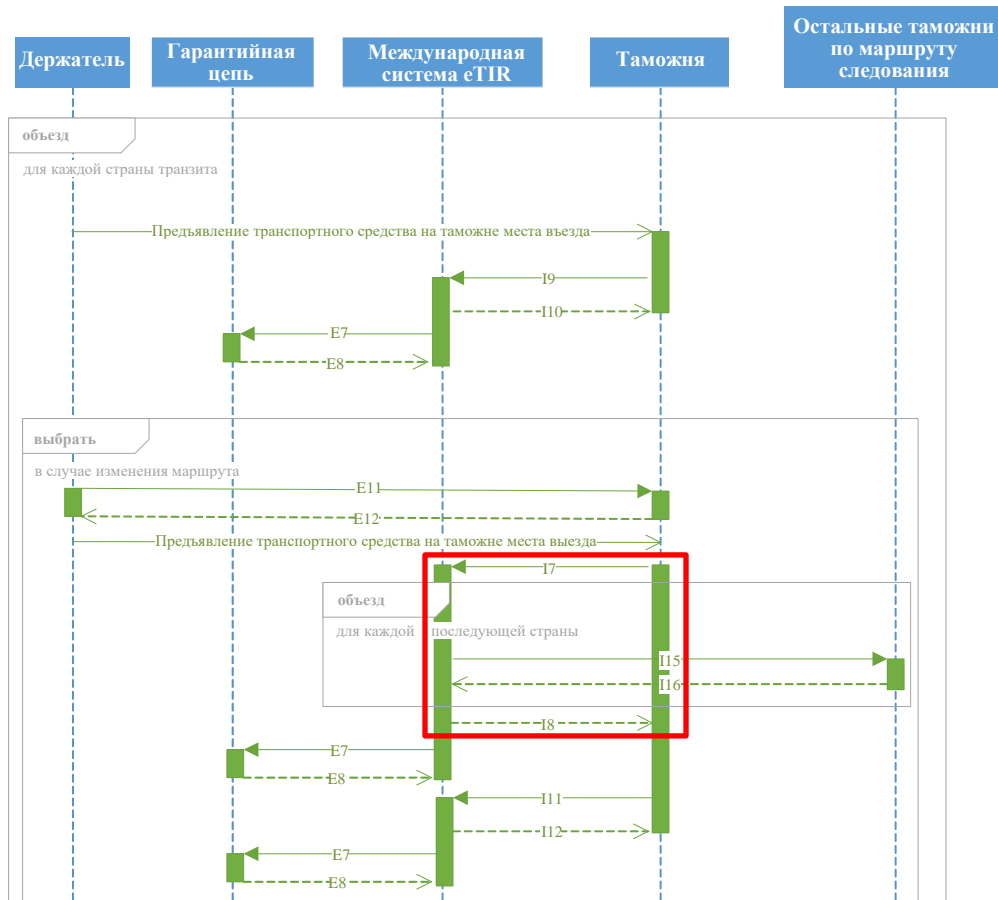 Держатель
Гарантийная
цепь
Международная
система eTIR
Таможня
Остальные таможни
по маршруту
следования
объезд
для каждой страны транзита
Предъявление транспортного средства на таможне места въезда
I9
I10
E7
E8
выбрать
в случае изменения маршрута
E11
E12
Предъявление транспортного средства на таможне места выезда
I7
объезд
для каждой последующей страны
I15
I16
I8
E7
E8
I11
I12
E7
E8